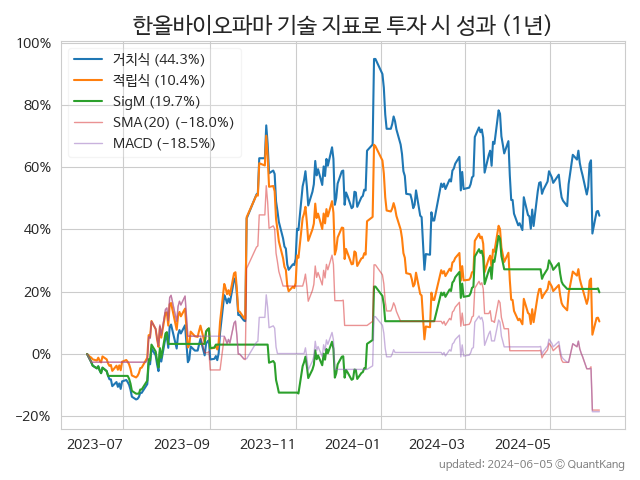 한올바이오파마 기술 지표로 투자 시 성과 (1년)
100%
80%
60%
40%
20%
0%
−20%
거치식 (44.3%)
적립식 (10.4%)
SigM (19.7%)
SMA(20) (−18.0%)
MACD (−18.5%)
2023-07
2023-09
2023-11
2024-01
2024-03
2024-05
updated: 2024-06-05 ⓒ QuantKang